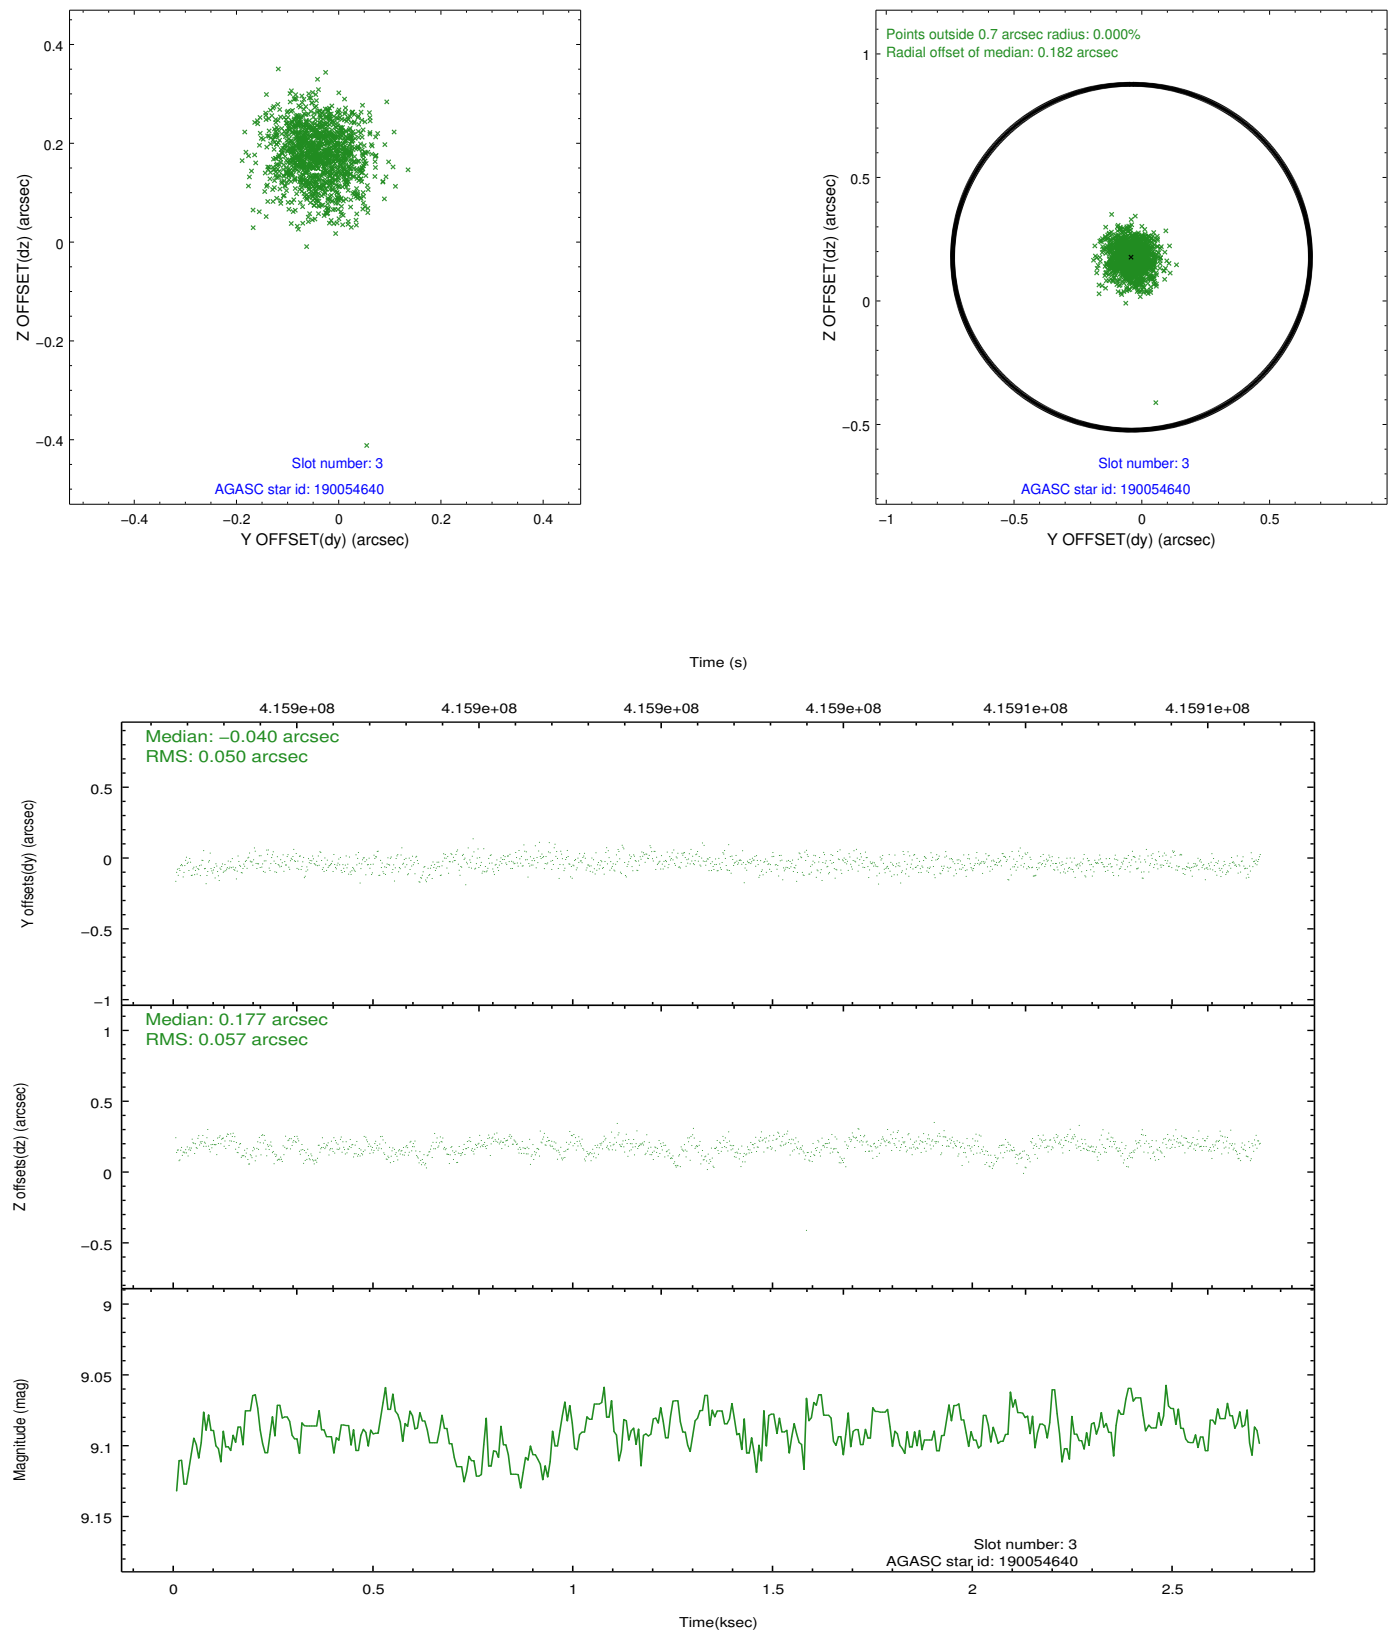 0.4
0.2
0
−0.2
−0.4
Z OFFSET(dz) (arcsec)
Slot number: 3
AGASC star id: 190054640
−0.4
−0.2
0
0.2
0.4
Y OFFSET(dy) (arcsec)
Points outside 0.7 arcsec radius: 0.000%
Radial offset of median: 0.182 arcsec
1
0.5
0
−0.5
Z OFFSET(dz) (arcsec)
Slot number: 3
AGASC star id: 190054640
−1
−0.5
0
0.5
Y OFFSET(dy) (arcsec)
Time (s)
4.159e+08
4.159e+08
4.159e+08
4.159e+08
4.1591e+08
4.1591e+08
Median: −0.040 arcsec
RMS: 0.050 arcsec
0.5
0
−0.5
−1
Y offsets(dy) (arcsec)
Median: 0.177 arcsec
RMS: 0.057 arcsec
1
0.5
0
−0.5
Z offsets(dz) (arcsec)
9
9.05
9.1
9.15
Magnitude (mag)
Slot number: 3
AGASC star id: 190054640
0
0.5
1
1.5
2
2.5
Time(ksec)